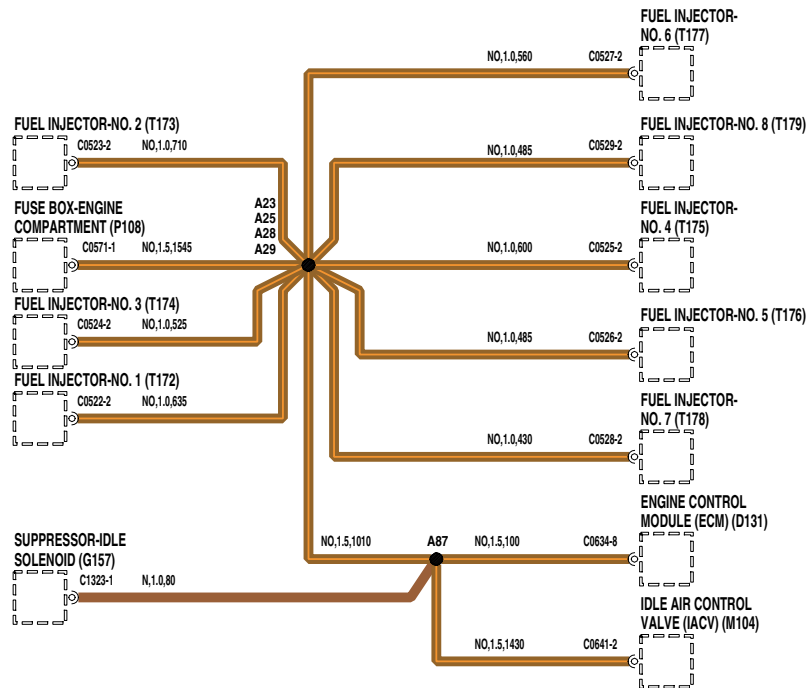 FUEL INJECTOR-
NO. 6 (T177)
NO,1.0,560
C0527-2
FUEL INJECTOR-NO. 2 (T173)
C0523-2
NO,1.0,710
FUEL INJECTOR-NO. 8 (T179)
NO,1.0,485
C0529-2
FUSE BOX-ENGINE
COMPARTMENT (P108)
C0571-1
NO,1.5,1545
A23
A25
A28
A29
FUEL INJECTOR-
NO. 4 (T175)
NO,1.0,600
C0525-2
FUEL INJECTOR-NO. 3 (T174)
C0524-2
NO,1.0,525
FUEL INJECTOR-NO. 5 (T176)
NO,1.0,485
C0526-2
FUEL INJECTOR-NO. 1 (T172)
C0522-2
NO,1.0,635
FUEL INJECTOR-
NO. 7 (T178)
NO,1.0,430
C0528-2
ENGINE CONTROL
MODULE (ECM) (D131)
NO,1.5,1010
A87
NO,1.5,100
C0634-8
SUPPRESSOR-IDLE
SOLENOID (G157)
C1323-1
N,1.0,80
IDLE AIR CONTROL
VALVE (IACV) (M104)
NO,1.5,1430
C0641-2